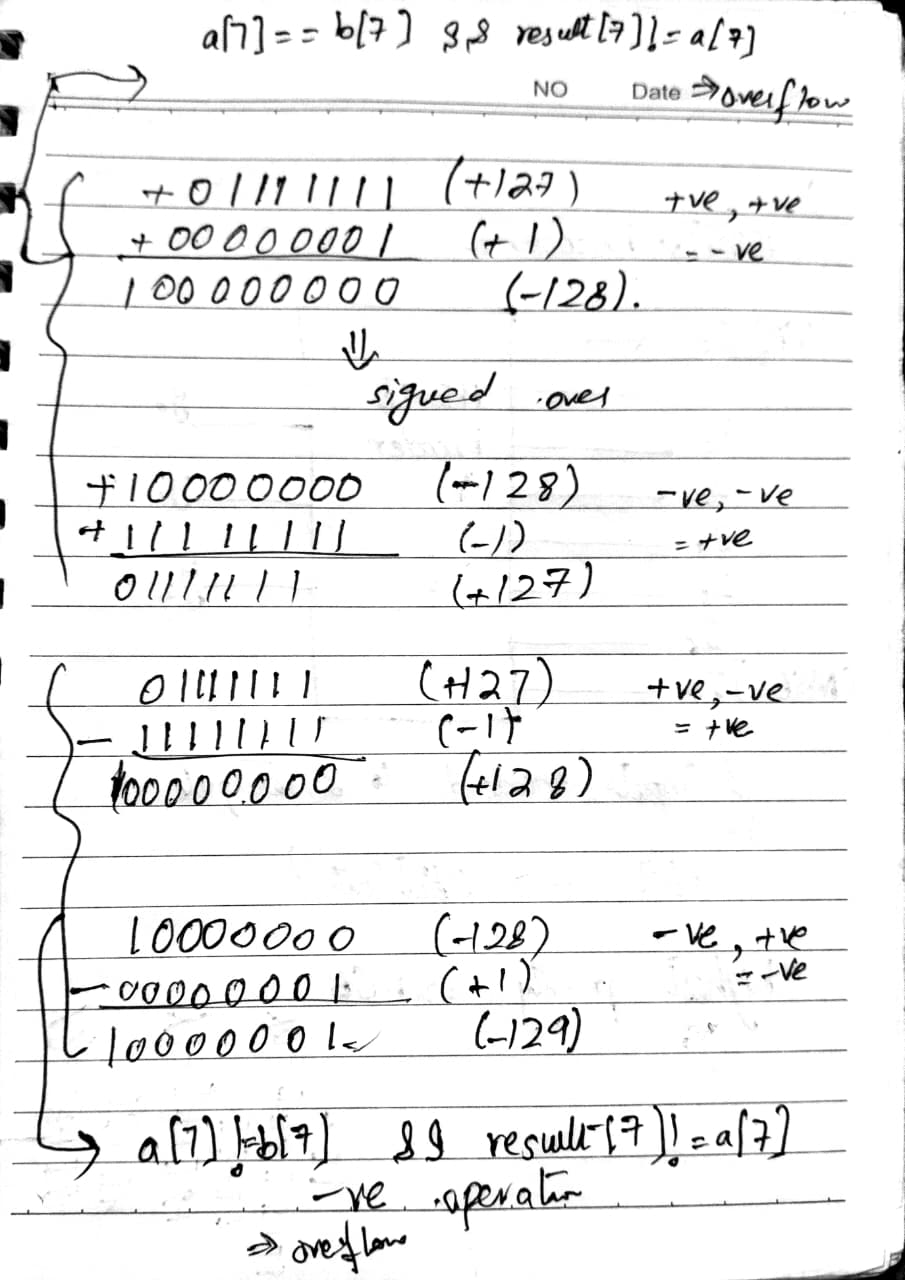 a[7] == b[7] && result[7] != a[7]
NO Date ⇒ overflow
+ 01111111 (+127) +ve, +ve
+ 00000001 (+1) = -ve
100000000 (-128).
⇓
signed over
+10000000 (-128) -ve, -ve
+ 11111111 (-1) = +ve
01111111 (+127)
01111111 (+127) +ve, -ve
- 11111111 (-1) = +ve
100000000 (+128)
10000000 (-128) -ve, +ve
- 00000001 (+1) = -ve
10000001 (-129)
→ a[7] != b[7] && result[7] != a[7]
-ve operation
⇒ overflow